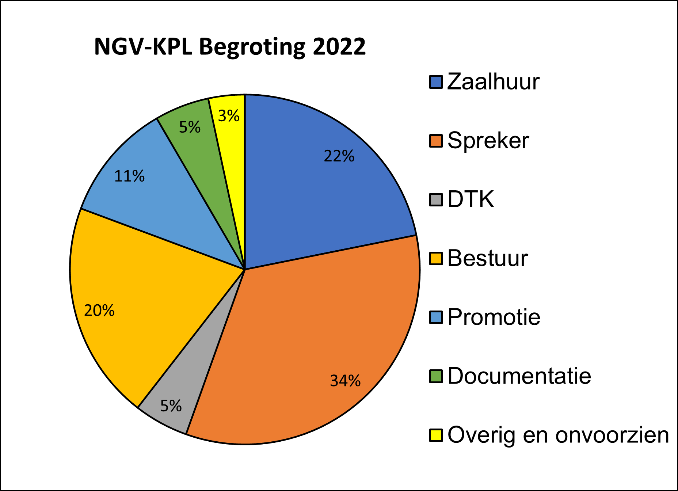 NGV-KPL Begroting 2022
Zaalhuur
Spreker
DTK
Bestuur
Promotie
Documentatie
Overig en onvoorzien
22%
34%
5%
20%
11%
5%
3%